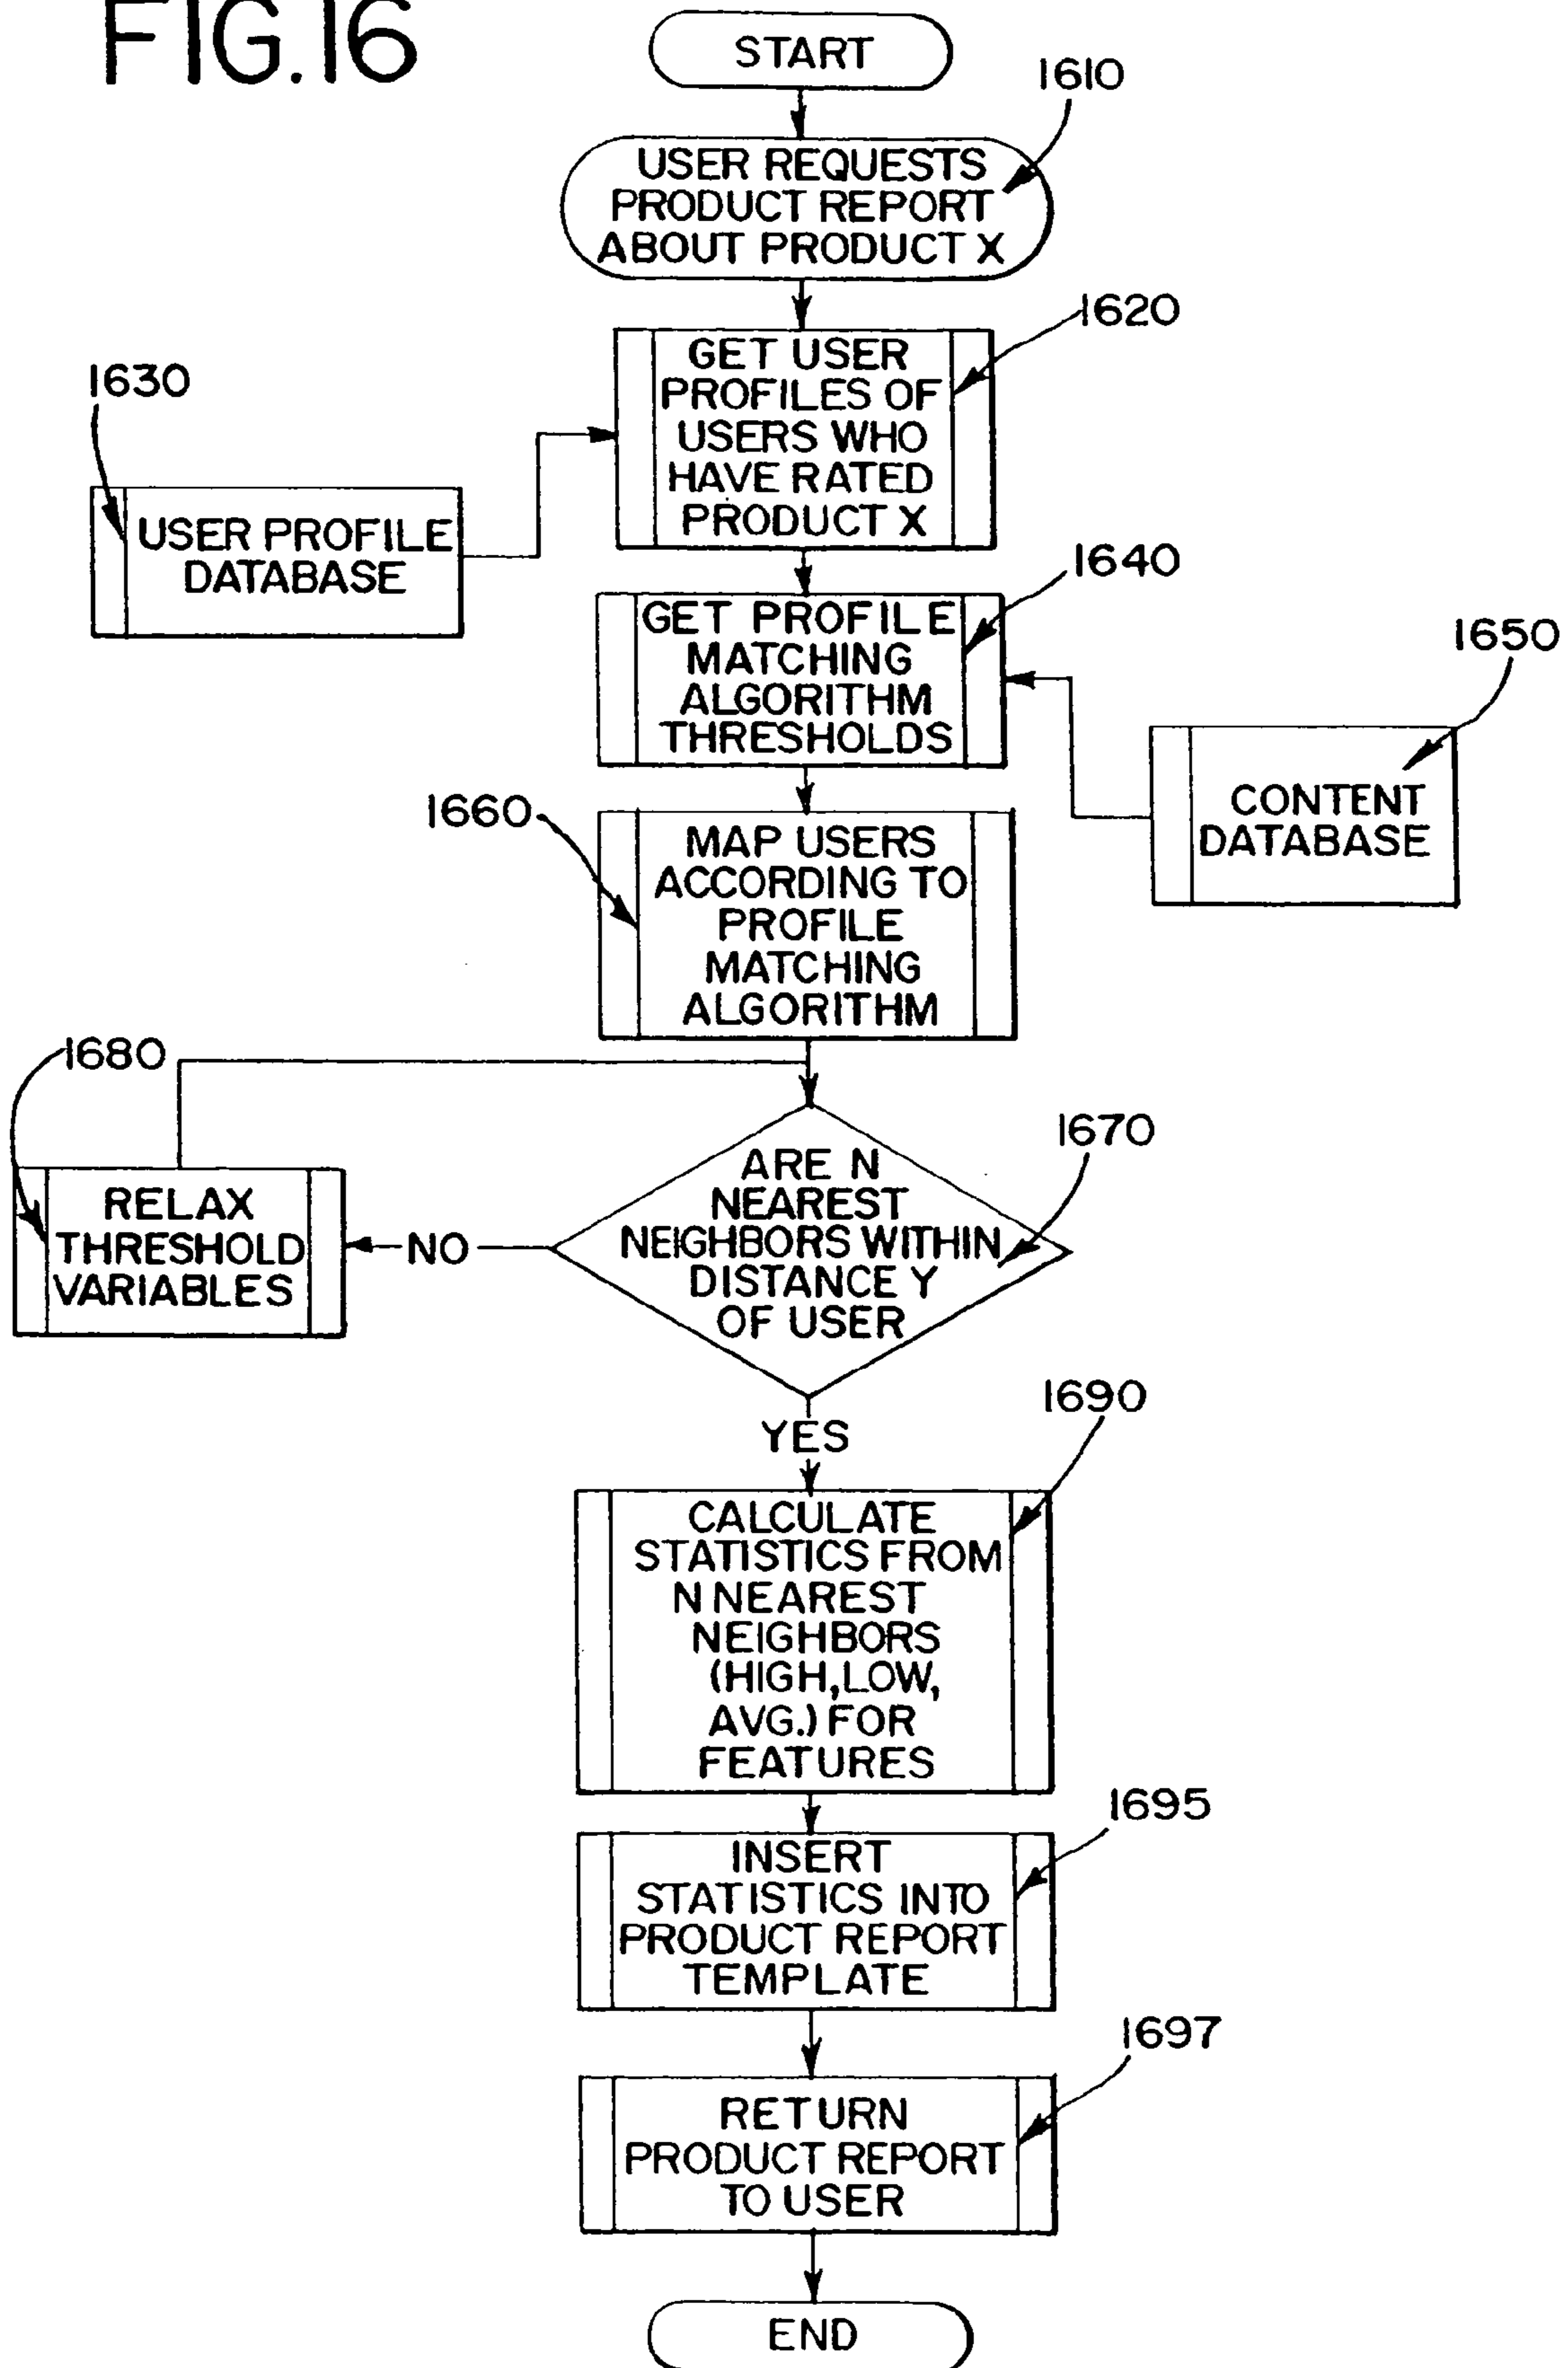 FIG.16
START
1610
USER REQUESTS
PRODUCT REPORT
ABOUT PRODUCT X
1620
GET USER
PROFILES OF
USERS WHO
HAVE RATED
PRODUCT X
1630
USER PROFILE
DATABASE
1640
GET PROFILE
MATCHING
ALGORITHM
THRESHOLDS
1650
CONTENT
DATABASE
1660
MAP USERS
ACCORDING TO
PROFILE
MATCHING
ALGORITHM
1680
RELAX
THRESHOLD
VARIABLES
NO
1670
ARE N
NEAREST
NEIGHBORS WITHIN
DISTANCE Y
OF USER
YES
1690
CALCULATE
STATISTICS FROM
N NEAREST
NEIGHBORS
(HIGH, LOW,
AVG.) FOR
FEATURES
1695
INSERT
STATISTICS INTO
PRODUCT REPORT
TEMPLATE
1697
RETURN
PRODUCT REPORT
TO USER
END